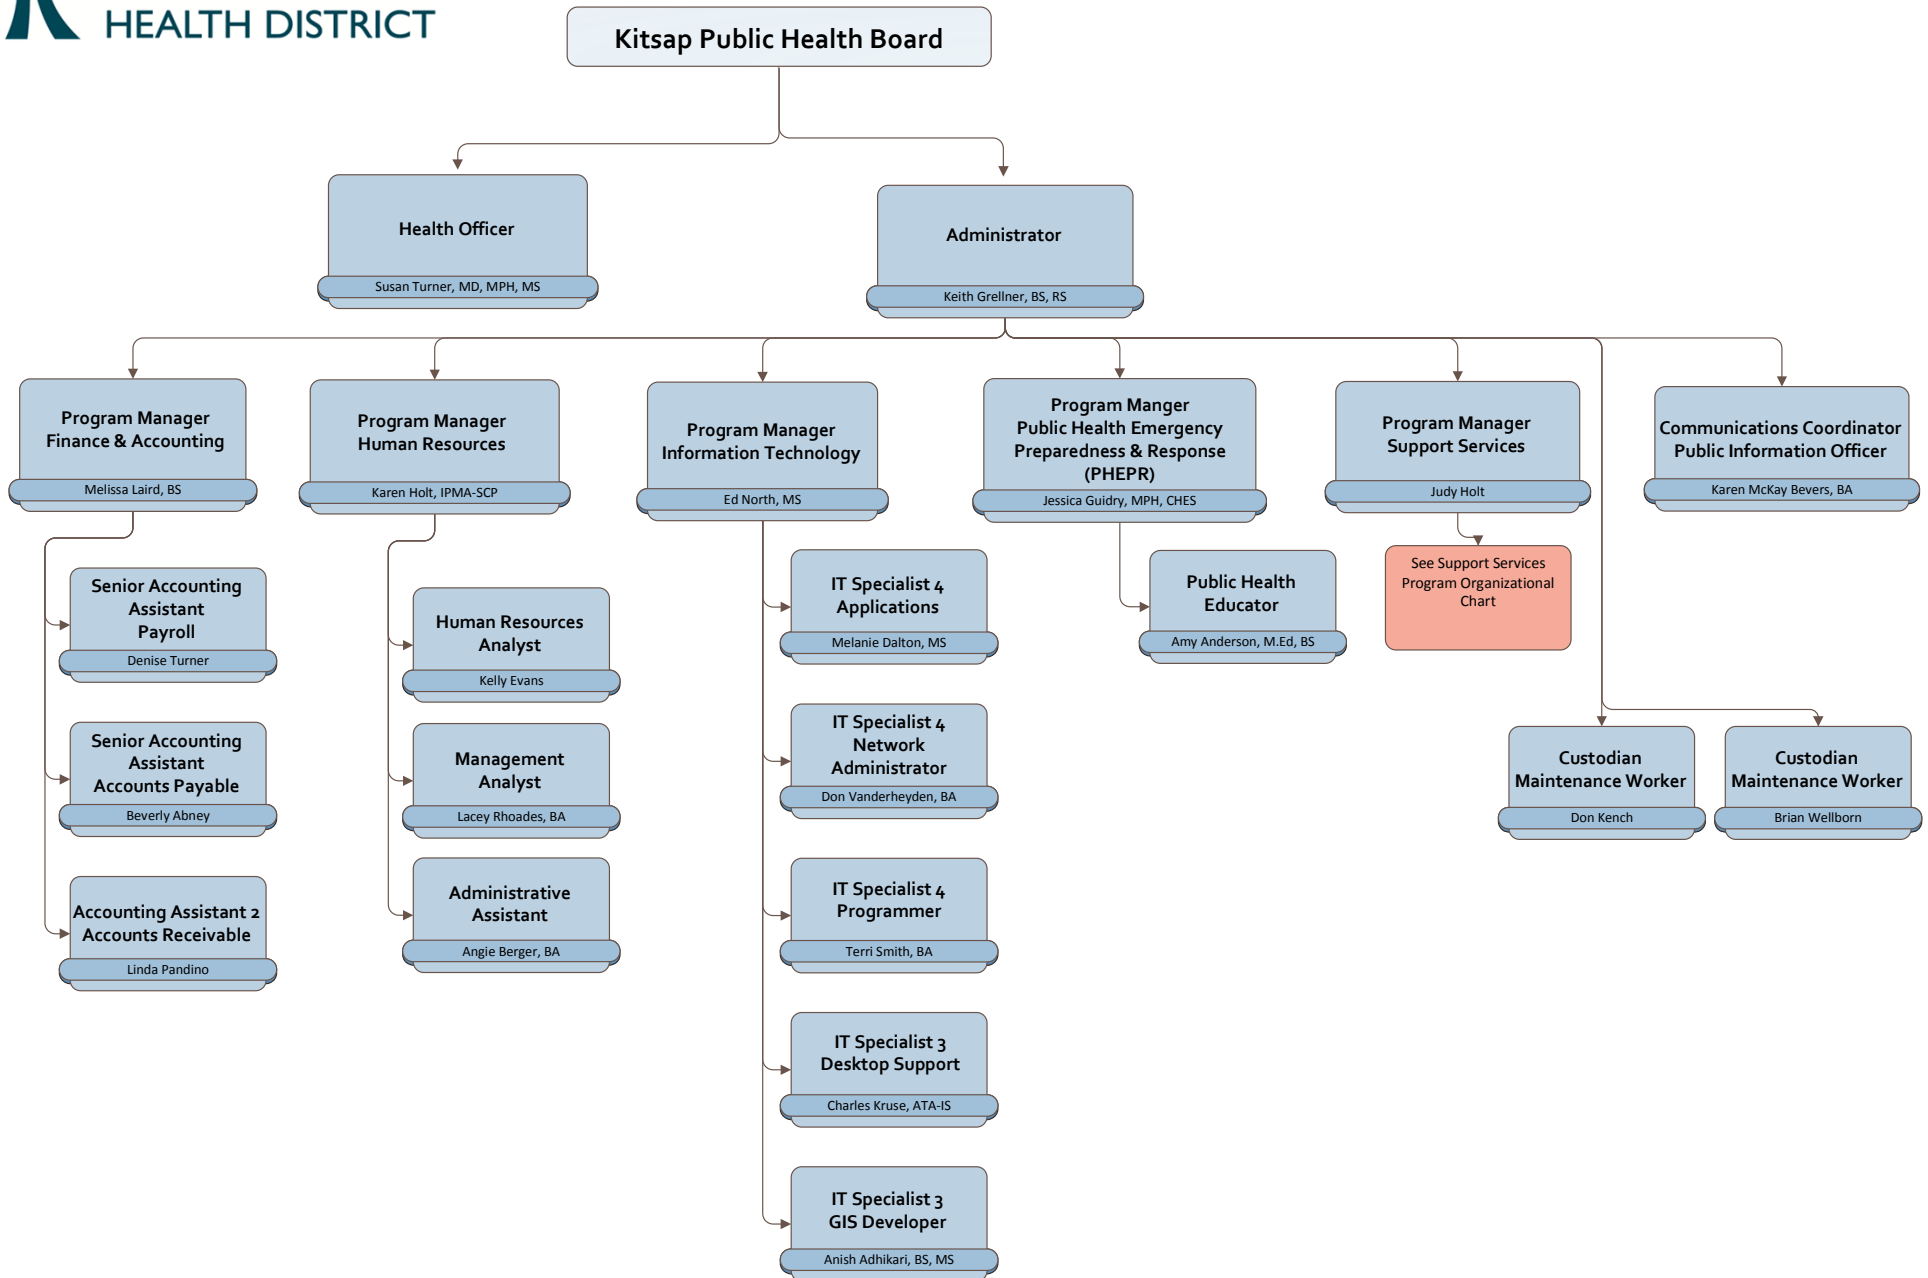 HEALTH DISTRICT
Kitsap Public Health Board
Health Officer
Susan Turner, MD, MPH, MS
Administrator
Keith Grellner, BS, RS
Program Manager
Finance & Accounting
Melissa Laird, BS
Program Manager
Human Resources
Karen Holt, IPMA-SCP
Program Manager
Information Technology
Ed North, MS
Program Manger
Public Health Emergency
Preparedness & Response
(PHEPR)
Jessica Guidry, MPH, CHES
Program Manager
Support Services
Judy Holt
Communications Coordinator
Public Information Officer
Karen McKay Bevers, BA
Senior Accounting
Assistant
Payroll
Denise Turner
Senior Accounting
Assistant
Accounts Payable
Beverly Abney
Accounting Assistant 2
Accounts Receivable
Linda Pandino
Human Resources
Analyst
Kelly Evans
Management
Analyst
Lacey Rhoades, BA
Administrative
Assistant
Angie Berger, BA
IT Specialist 4
Applications
Melanie Dalton, MS
IT Specialist 4
Network
Administrator
Don Vanderheyden, BA
IT Specialist 4
Programmer
Terri Smith, BA
IT Specialist 3
Desktop Support
Charles Kruse, ATA-IS
IT Specialist 3
GIS Developer
Anish Adhikari, BS, MS
Public Health
Educator
Amy Anderson, M.Ed, BS
See Support Services
Program Organizational
Chart
Custodian
Maintenance Worker
Don Kench
Custodian
Maintenance Worker
Brian Wellborn